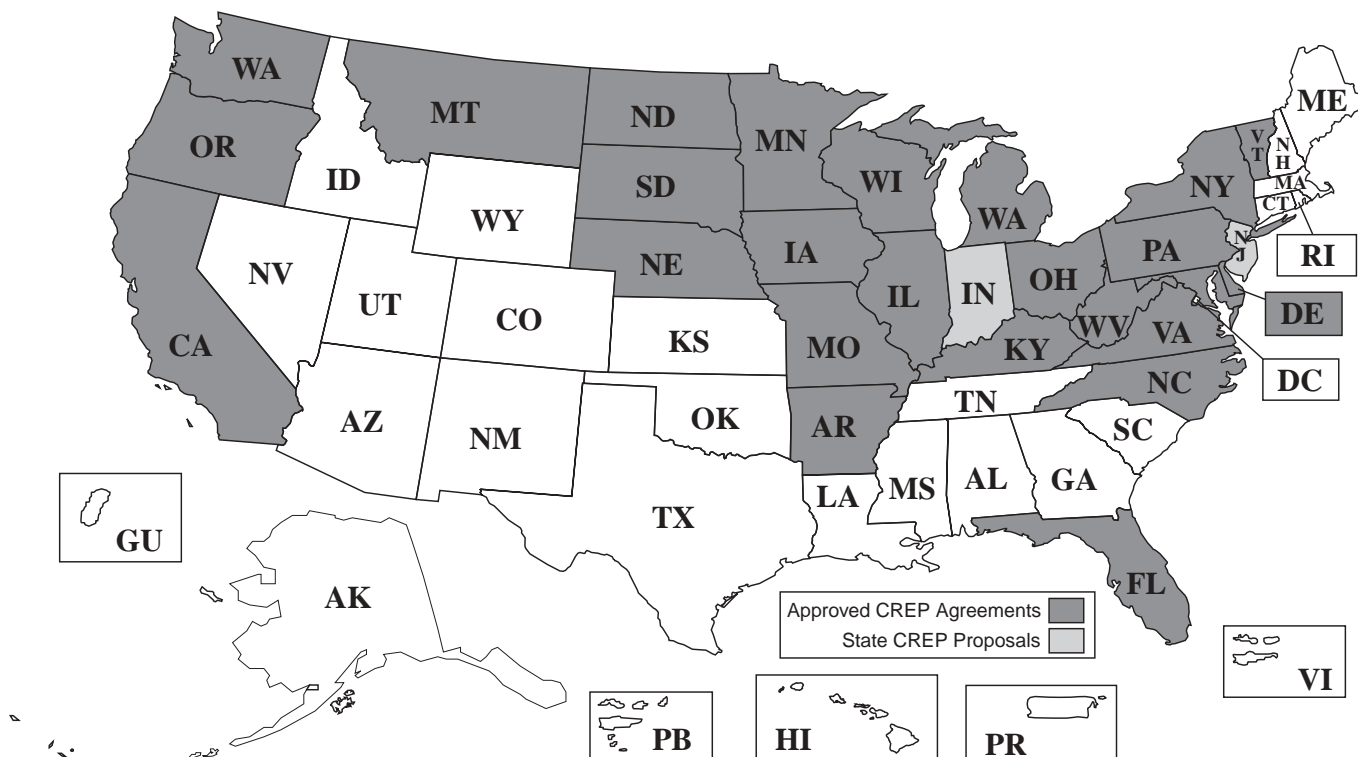 WA
MT
ND
MN
ME
OR
ID
SD
WI
V
T
N
H
NY
MA
CT
WY
WA
RI
NV
NE
IA
PA
N
J
UT
CO
IL
IN
OH
DE
CA
KS
MO
KY
WV
VA
DC
AZ
NM
OK
AR
TN
NC
SC
TX
LA
MS
AL
GA
GU
AK
FL
Approved CREP Agreements
State CREP Proposals
VI
PB
HI
PR